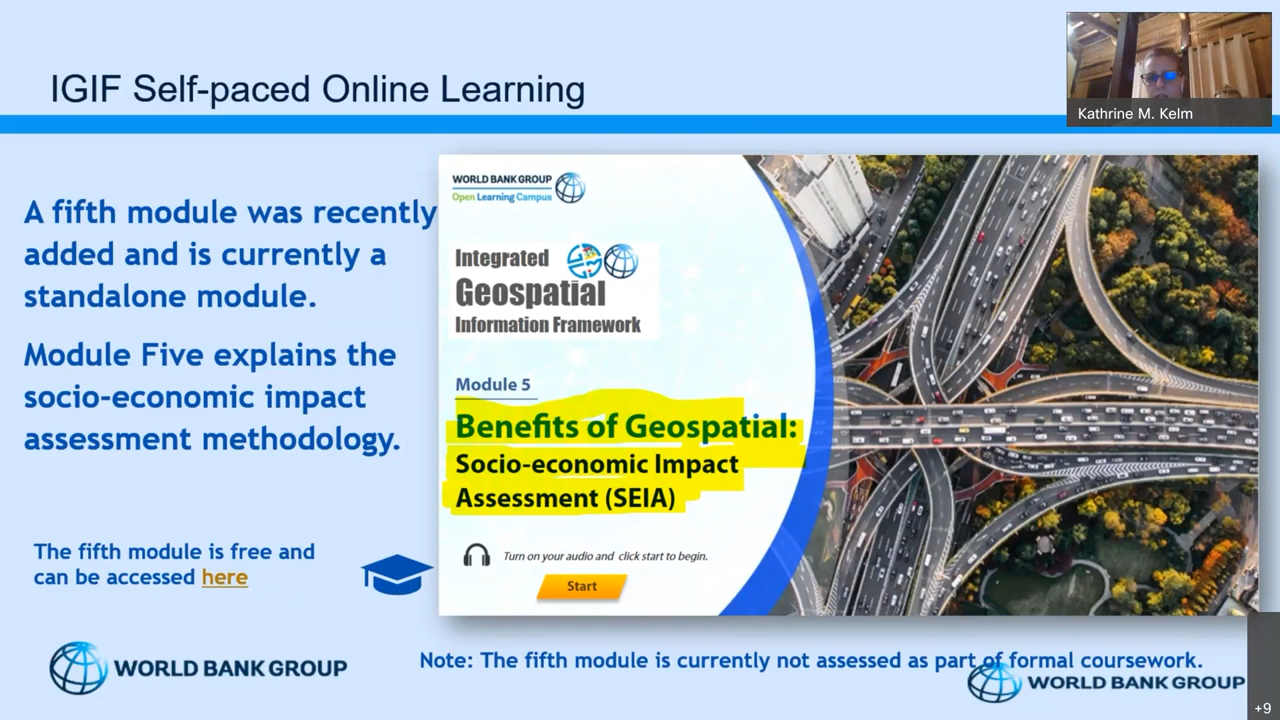 IGIF Self-paced Online Learning
Kathrine M. Kelm
A fifth module was recently
added and is currently a
standalone module.
Module Five explains the
socio-economic impact
assessment methodology.
The fifth module is free and
can be accessed here
WORLD BANK GROUP
Open Learning Campus
Integrated
Geospatial
Information Framework
Module 5
Benefits of Geospatial:
Socio-economic Impact
Assessment (SEIA)
Turn on your audio and click start to begin.
Start
WORLD BANK GROUP
Note: The fifth module is currently not assessed as part of formal coursework.
WORLD BANK GROUP
+9